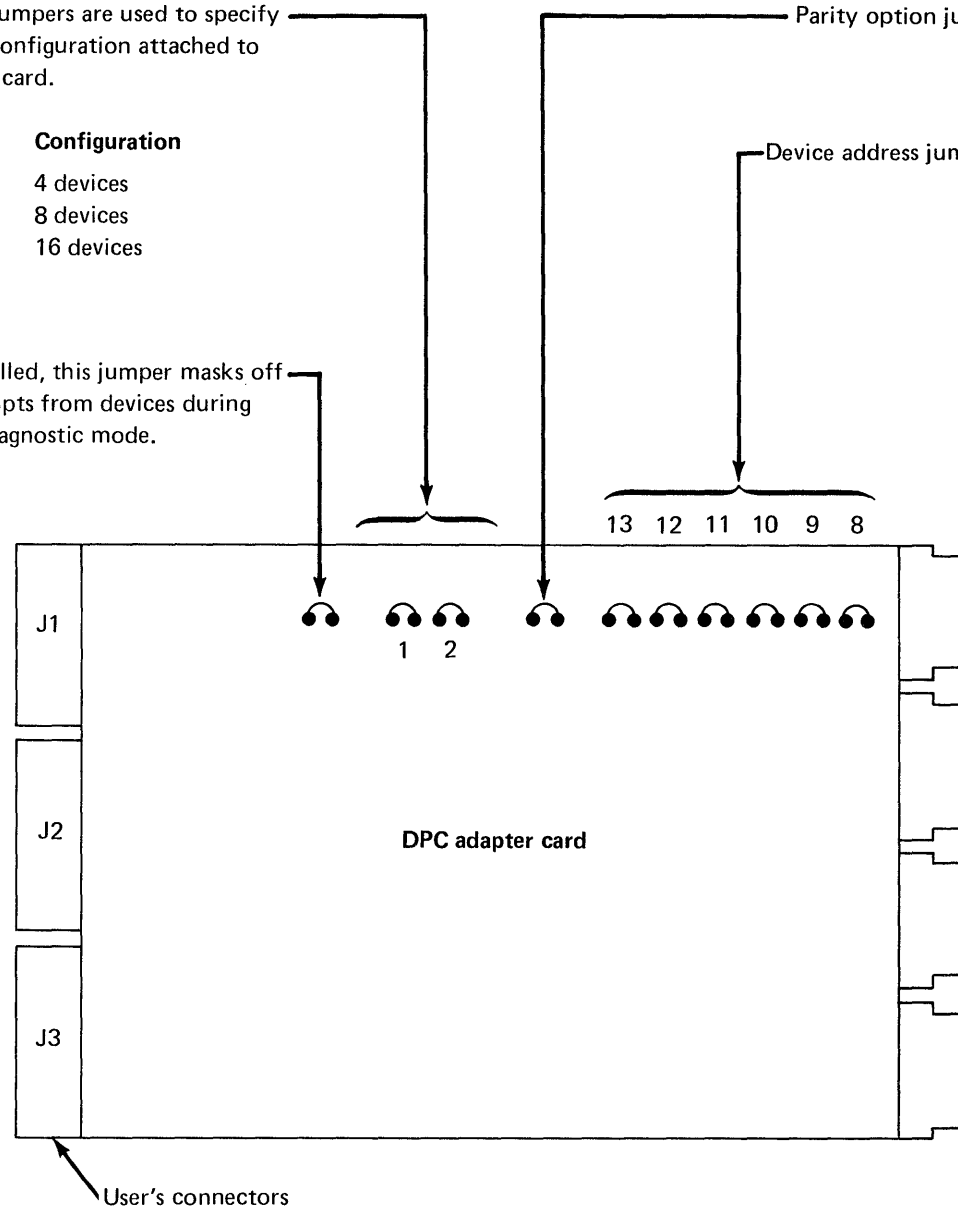 umpers are used to specify
onfiguration attached to
card.
Parity option ju
Configuration
4 devices
8 devices
16 devices
Device address jun
lled, this jumper masks off
pts from devices during
agnostic mode.
13 12 11 10 9 8
1 2
J1
J2
DPC adapter card
J3
User's connectors